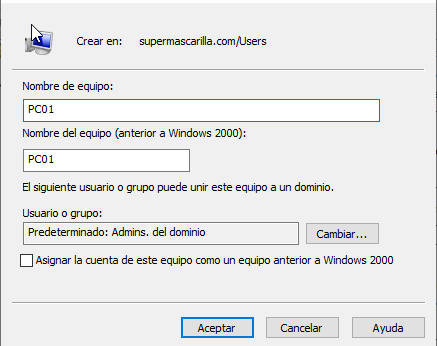 Crear en: supermascarilla.com/Users
Nombre de equipo:
PC01
Nombre del equipo (anterior a Windows 2000):
PC01
El siguiente usuario o grupo puede unir este equipo a un dominio.
Usuario o grupo:
Predeterminado: Admins. del dominio
Cambiar...
Asignar la cuenta de este equipo como un equipo anterior a Windows 2000
Aceptar Cancelar Ayuda